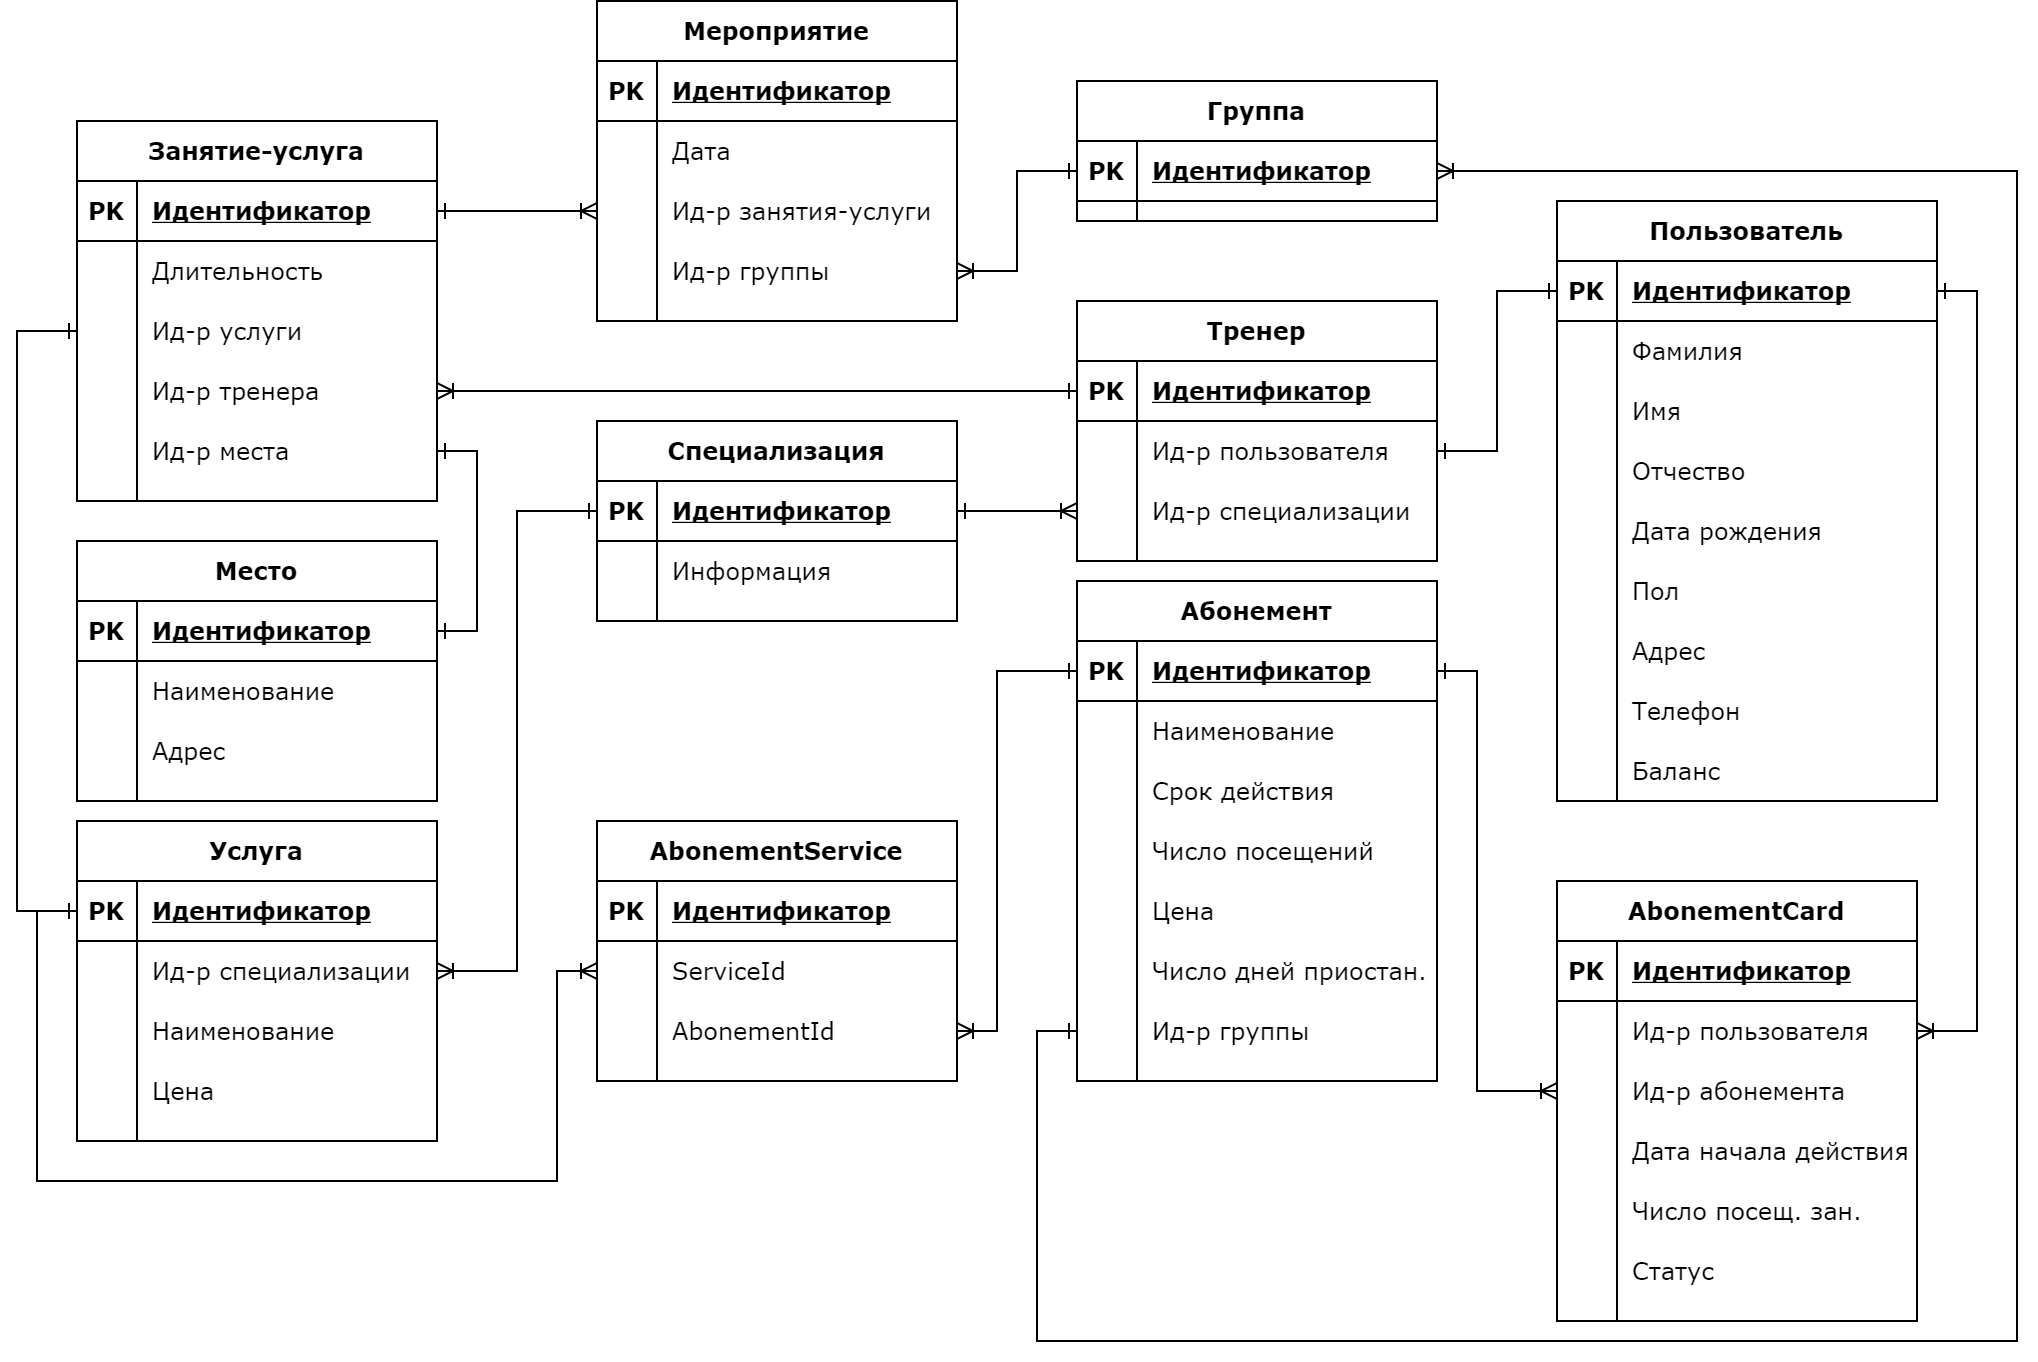 Мероприятие
PK Идентификатор
Дата
Ид-р занятия-услуги
Ид-р группы
Группа
PK Идентификатор
Занятие-услуга
PK Идентификатор
Длительность
Ид-р услуги
Ид-р тренера
Ид-р места
Пользователь
PK Идентификатор
Фамилия
Имя
Отчество
Дата рождения
Пол
Адрес
Телефон
Баланс
Тренер
PK Идентификатор
Ид-р пользователя
Ид-р специализации
Специализация
PK Идентификатор
Информация
Место
PK Идентификатор
Наименование
Адрес
Абонемент
PK Идентификатор
Наименование
Срок действия
Число посещений
Цена
Число дней приостан.
Ид-р группы
Услуга
PK Идентификатор
Ид-р специализации
Наименование
Цена
AbonementService
PK Идентификатор
ServiceId
AbonementId
AbonementCard
PK Идентификатор
Ид-р пользователя
Ид-р абонемента
Дата начала действия
Число посещ. зан.
Статус